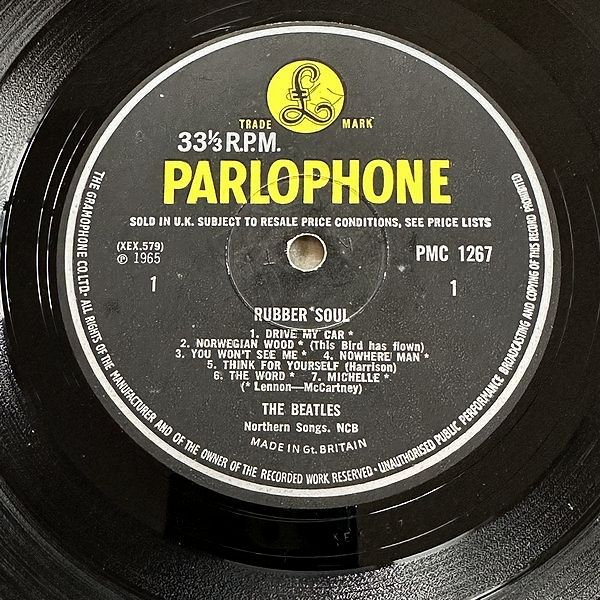 £
TRADE MARK
33⅓ R.P.M.
PARLOPHONE
SOLD IN U.K. SUBJECT TO RESALE PRICE CONDITIONS, SEE PRICE LISTS
(XEX.579)
℗ 1965
PMC 1267
1
1
RUBBER SOUL
1. DRIVE MY CAR *
2. NORWEGIAN WOOD * (This Bird has flown)
3. YOU WON'T SEE ME * 4. NOWHERE MAN *
5. THINK FOR YOURSELF (Harrison)
6. THE WORD * 7. MICHELLE *
(* Lennon—McCartney)
THE BEATLES
Northern Songs. NCB
MADE IN Gt. BRITAIN
THE GRAMOPHONE CO. LTD. · ALL RIGHTS OF THE MANUFACTURER AND OF THE OWNER OF THE RECORDED WORK RESERVED · UNAUTHORISED PUBLIC PERFORMANCE BROADCASTING AND COPYING OF THIS RECORD PROHIBITED